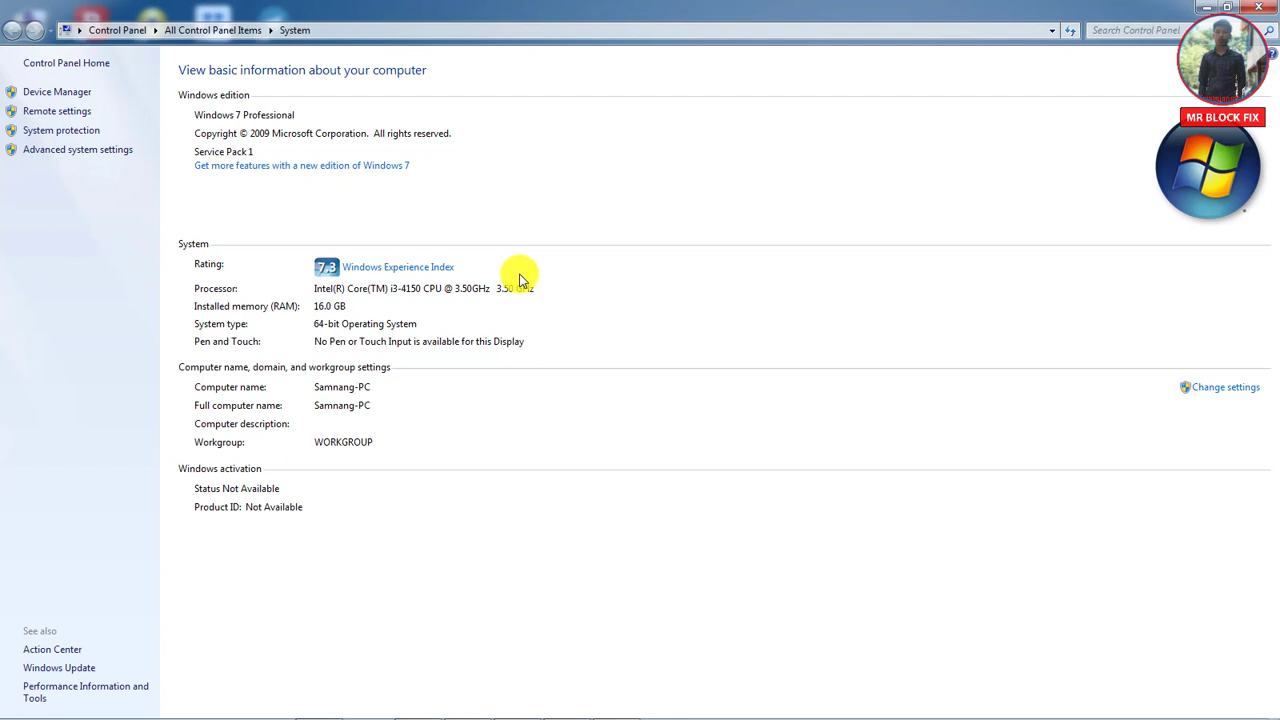 Control Panel
All Control Panel Items
System
Search Control Panel
Control Panel Home
Device Manager
Remote settings
System protection
Advanced system settings
See also
Action Center
Windows Update
Performance Information and
Tools
View basic information about your computer
Windows edition
Windows 7 Professional
Copyright © 2009 Microsoft Corporation. All rights reserved.
Service Pack 1
Get more features with a new edition of Windows 7
MR BLOCK FIX
System
Rating: 7.3 Windows Experience Index
Processor: Intel(R) Core(TM) i3-4150 CPU @ 3.50GHz 3.50 GHz
Installed memory (RAM): 16.0 GB
System type: 64-bit Operating System
Pen and Touch: No Pen or Touch Input is available for this Display
Computer name, domain, and workgroup settings
Computer name: Samnang-PC
Change settings
Full computer name: Samnang-PC
Computer description:
Workgroup: WORKGROUP
Windows activation
Status Not Available
Product ID: Not Available